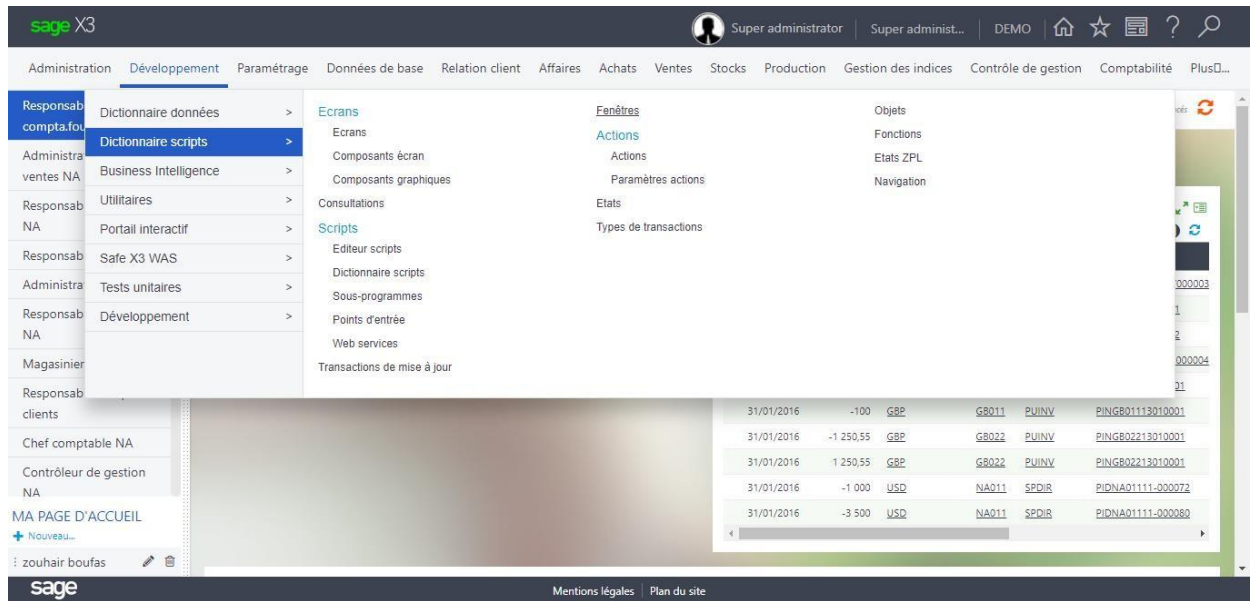 sage X3
Super administrator
Super administ...
DEMO
Administration Développement Paramétrage Données de base Relation client Affaires Achats Ventes Stocks Production Gestion des indices Contrôle de gestion Comptabilité
Responsab
compta.fou
Administra
ventes NA
Responsab
NA
Responsab
Administra
Responsab
NA
Magasinier
Responsab
clients
Chef comptable NA
Contrôleur de gestion
NA
MA PAGE D'ACCUEIL
+ Nouveau...
zouhair boufas
Dictionnaire données >
Dictionnaire scripts >
Business Intelligence >
Utilitaires >
Portail interactif >
Safe X3 WAS >
Tests unitaires >
Développement >
Ecrans
Ecrans
Composants écran
Composants graphiques
Consultations
Scripts
Editeur scripts
Dictionnaire scripts
Sous-programmes
Points d'entrée
Web services
Transactions de mise à jour
Fenêtres
Actions
Actions
Paramètres actions
Etats
Types de transactions
Objets
Fonctions
Etats ZPL
Navigation
31/01/2016 -100 GBP GB011 PUINV PINGB01113010001
31/01/2016 -1 250,55 GBP GB022 PUINV PINGB02213010001
31/01/2016 1 250,55 GBP GB022 PUINV PINGB02213010001
31/01/2016 -1 000 USD NA011 SPDIR PIDNA01111-000072
31/01/2016 -3 500 USD NA011 SPDIR PIDNA01111-000080
sage
Mentions légales | Plan du site